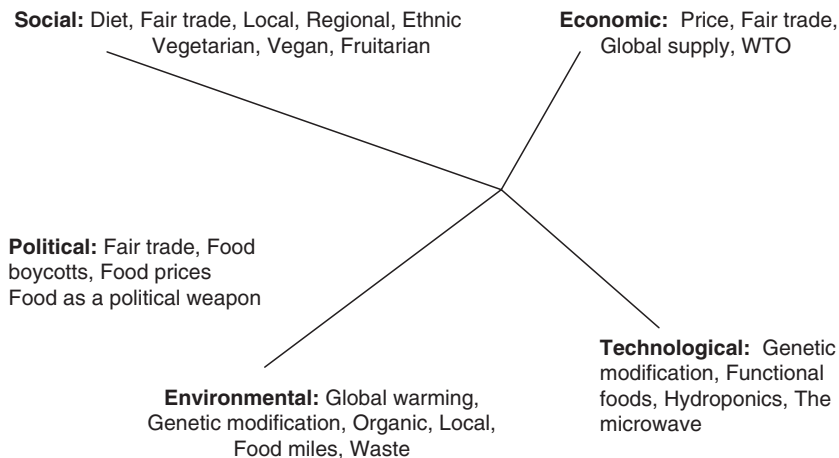 Social: Diet, Fair trade, Local, Regional, Ethnic
Vegetarian, Vegan, Fruitarian
Economic: Price, Fair trade,
Global supply, WTO
Political: Fair trade, Food
boycotts, Food prices
Food as a political weapon
Environmental: Global warming,
Genetic modification, Organic, Local,
Food miles, Waste
Technological: Genetic
modification, Functional
foods, Hydroponics, The
microwave